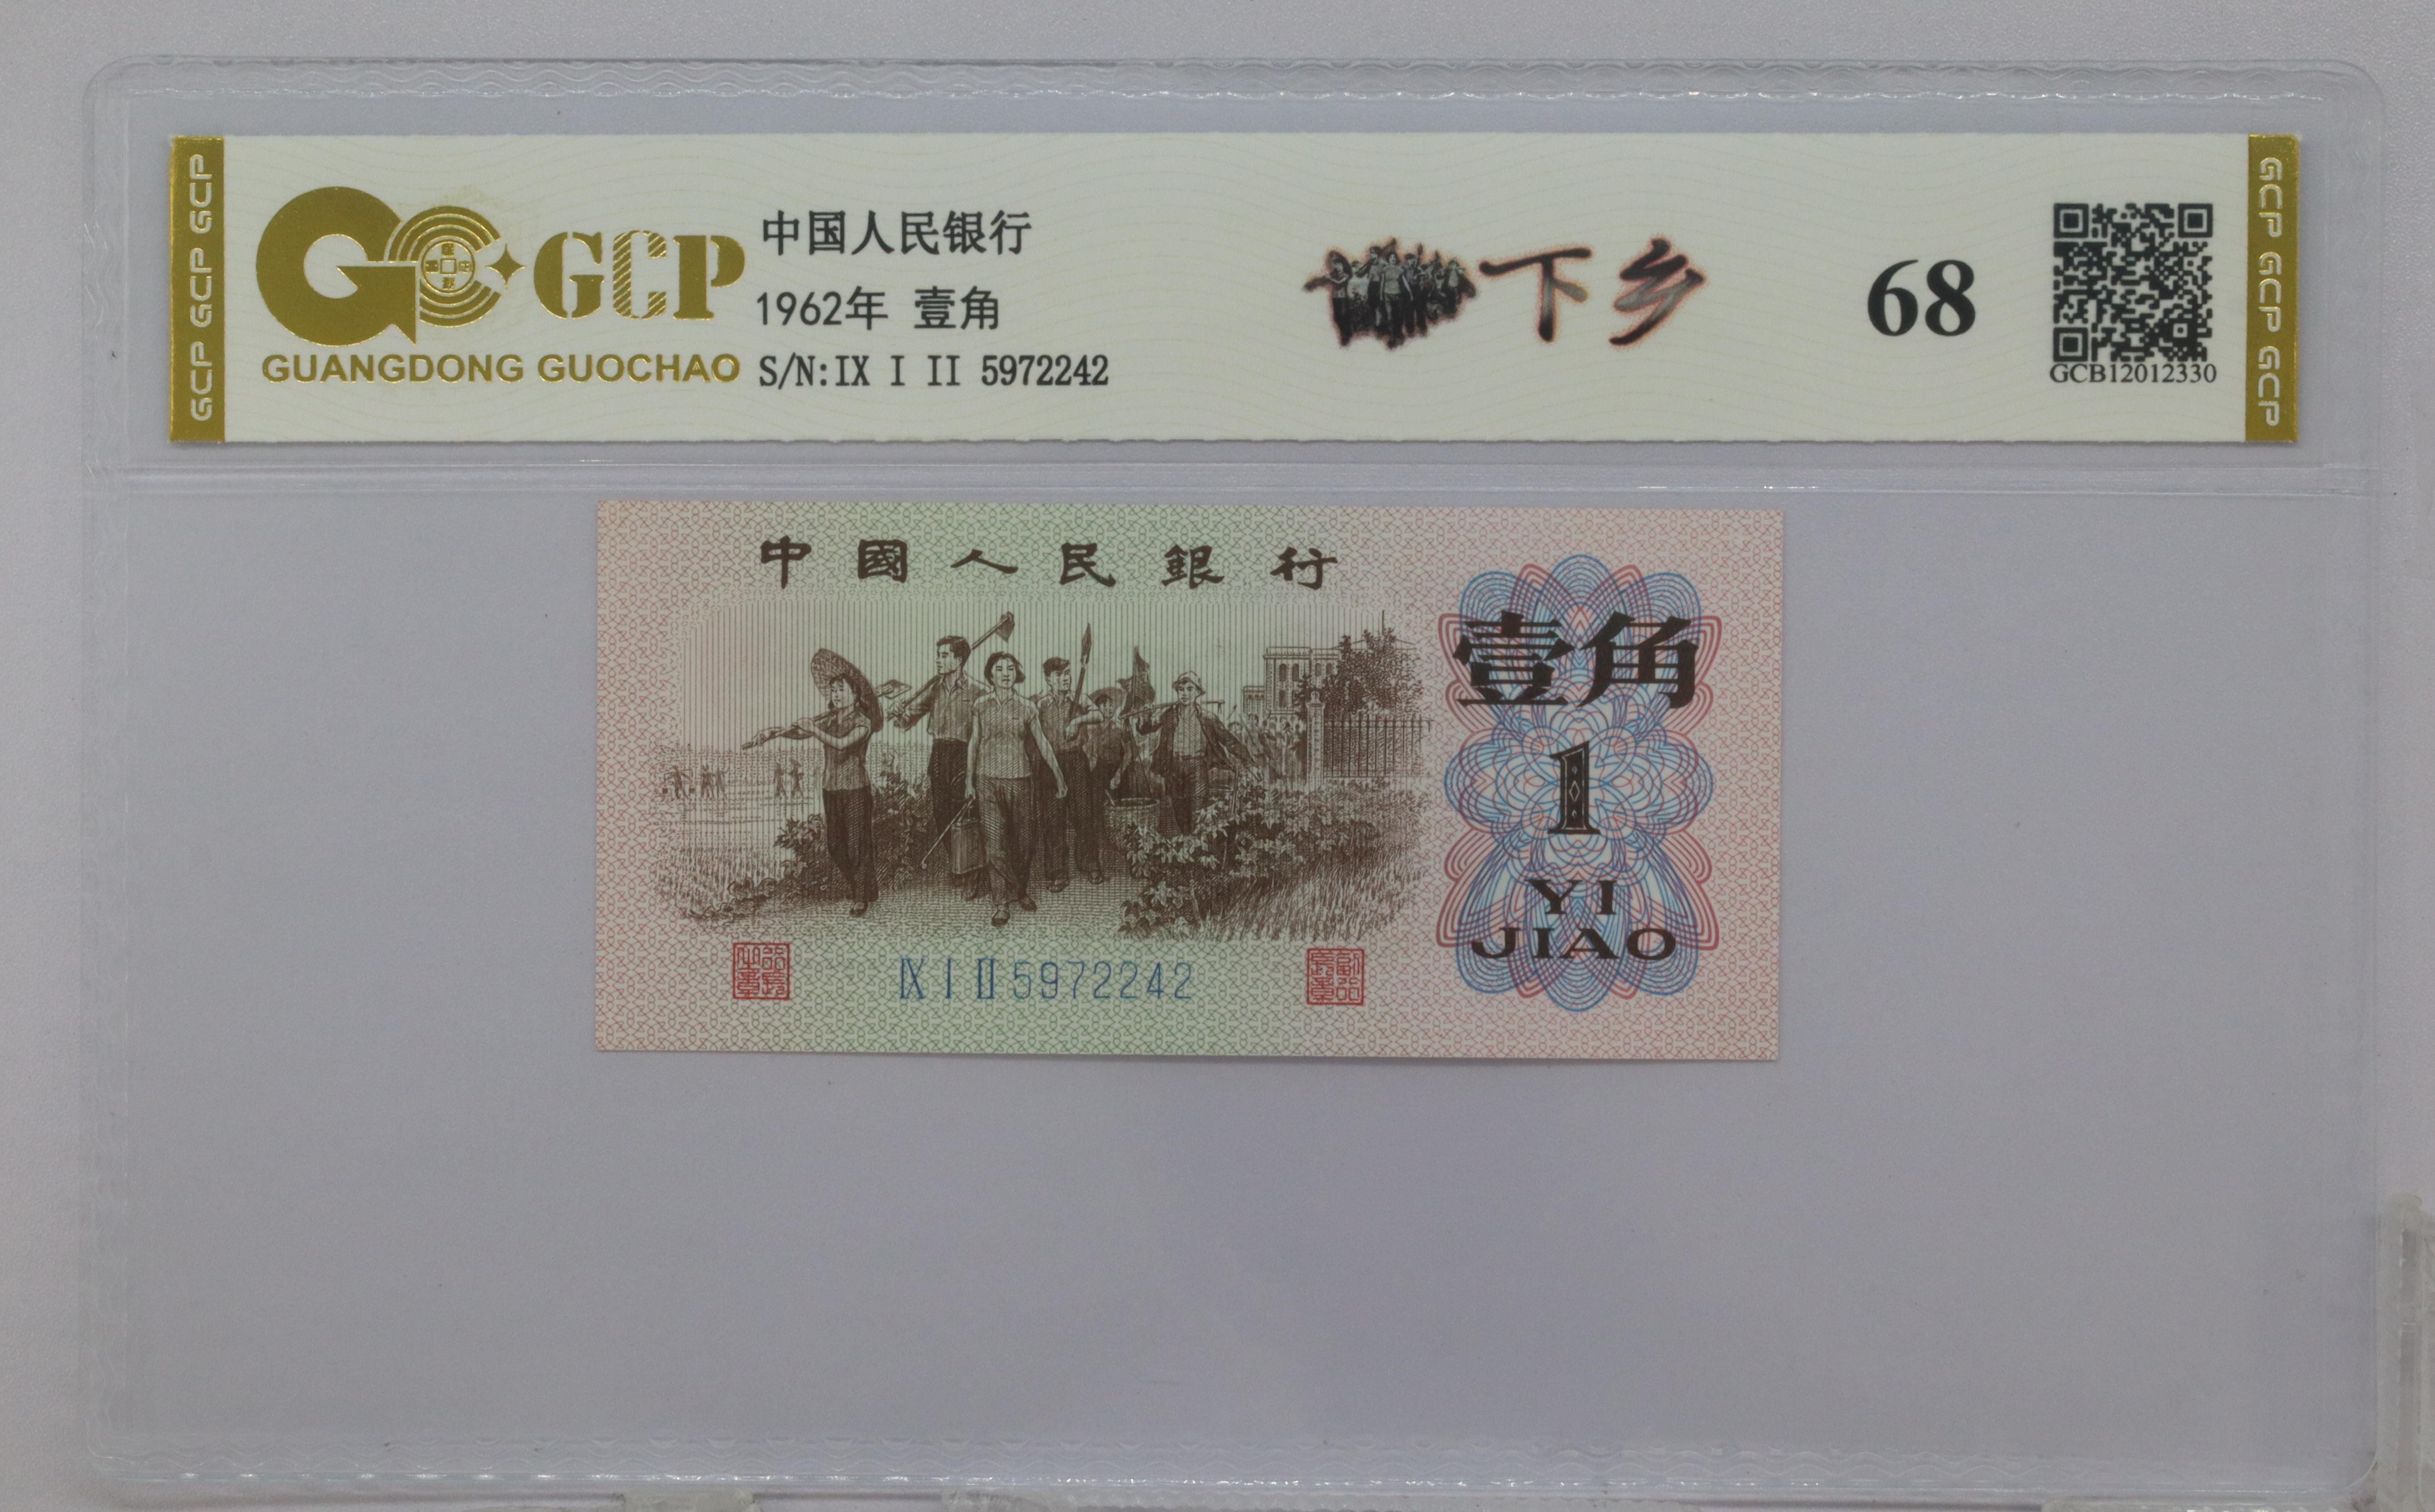 GCP GCP GCP
GCP
GUANGDONG GUOCHAO
中国人民银行
1962年 壹角
S/N:IX I II 5972242
下乡
68
GCB12012330
GCP GCP GCP
中國人民銀行
壹角
1
YI
JIAO
IX I II 5972242